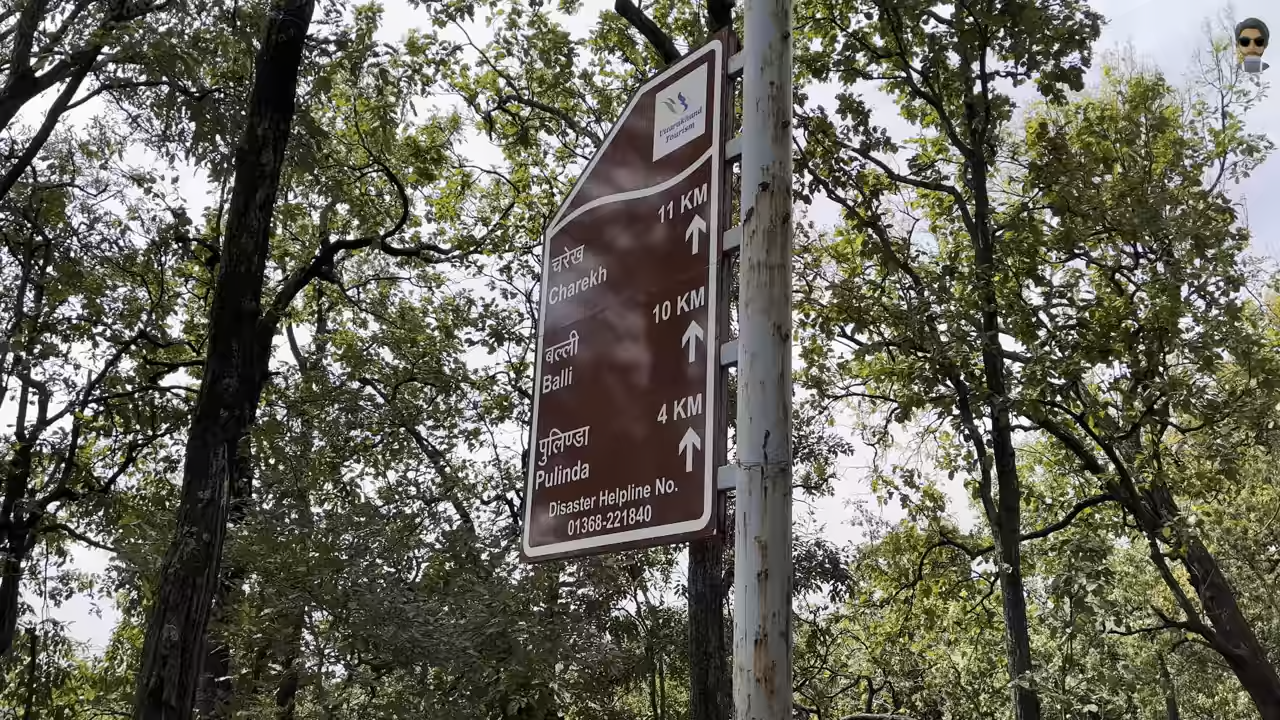 Uttarakhand
Tourism
11 KM
चरेख
Charekh
10 KM
बल्ली
Balli
4 KM
पुलिण्डा
Pulinda
Disaster Helpline No.
01368-221840